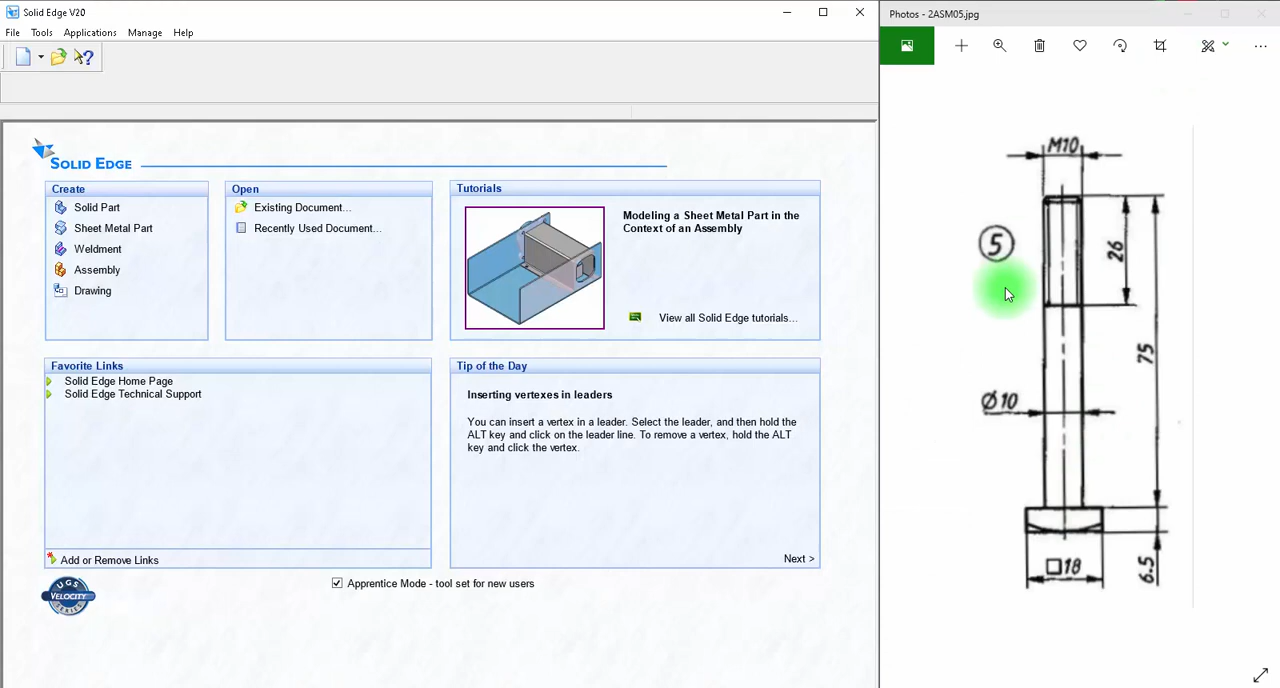 Solid Edge V20
File Tools Applications Manage Help
SOLID EDGE
Create
Solid Part
Sheet Metal Part
Weldment
Assembly
Drawing
Open
Existing Document...
Recently Used Document...
Tutorials
Modeling a Sheet Metal Part in the
Context of an Assembly
View all Solid Edge tutorials...
Favorite Links
Solid Edge Home Page
Solid Edge Technical Support
Add or Remove Links
Tip of the Day
Inserting vertexes in leaders
You can insert a vertex in a leader. Select the leader, and then hold the
ALT key and click on the leader line. To remove a vertex, hold the ALT
key and click the vertex.
Next >
UGS
VELOCITY
SERIES
Apprentice Mode - tool set for new users
Photos - 2ASM05.jpg
M10
5
26
75
Ø10
□18
6.5